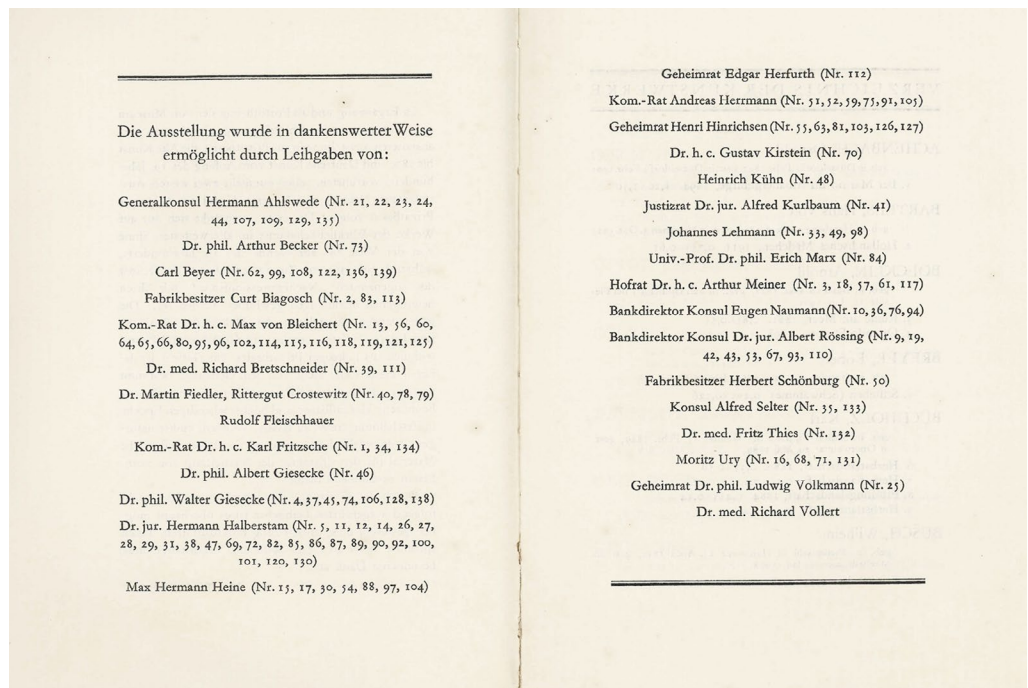 Die Ausstellung wurde in dankenswerter Weise
ermöglicht durch Leihgaben von:
Generalkonsul Hermann Ahlswede (Nr. 21, 22, 23, 24,
44, 107, 109, 129, 135)
Dr. phil. Arthur Becker (Nr. 73)
Carl Beyer (Nr. 62, 99, 108, 122, 136, 139)
Fabrikbesitzer Curt Biagosch (Nr. 2, 83, 113)
Kom.-Rat Dr. h. c. Max von Bleichert (Nr. 13, 56, 60,
64, 65, 66, 80, 95, 96, 102, 114, 115, 116, 118, 119, 121, 125)
Dr. med. Richard Bretschneider (Nr. 39, 111)
Dr. Martin Fiedler, Rittergut Crostewitz (Nr. 40, 78, 79)
Rudolf Fleischhauer
Kom.-Rat Dr. h. c. Karl Fritzsche (Nr. 1, 34, 134)
Dr. phil. Albert Giesecke (Nr. 46)
Dr. phil. Walter Giesecke (Nr. 4, 37, 45, 74, 106, 128, 138)
Dr. jur. Hermann Halberstam (Nr. 5, 11, 12, 14, 26, 27,
28, 29, 31, 38, 47, 69, 72, 82, 85, 86, 87, 89, 90, 92, 100,
101, 120, 130)
Max Hermann Heine (Nr. 15, 17, 30, 54, 88, 97, 104)
Geheimrat Edgar Herfurth (Nr. 112)
Kom.-Rat Andreas Herrmann (Nr. 51, 52, 59, 75, 91, 105)
Geheimrat Henri Hinrichsen (Nr. 55, 63, 81, 103, 126, 127)
Dr. h. c. Gustav Kirstein (Nr. 70)
Heinrich Kühn (Nr. 48)
Justizrat Dr. jur. Alfred Kurlbaum (Nr. 41)
Johannes Lehmann (Nr. 33, 49, 98)
Univ.-Prof. Dr. phil. Erich Marx (Nr. 84)
Hofrat Dr. h. c. Arthur Meiner (Nr. 3, 18, 57, 61, 117)
Bankdirektor Konsul Eugen Naumann (Nr. 10, 36, 76, 94)
Bankdirektor Konsul Dr. jur. Albert Rössing (Nr. 9, 19,
42, 43, 53, 67, 93, 110)
Fabrikbesitzer Herbert Schönburg (Nr. 50)
Konsul Alfred Selter (Nr. 35, 133)
Dr. med. Fritz Thies (Nr. 132)
Moritz Ury (Nr. 16, 68, 71, 131)
Geheimrat Dr. phil. Ludwig Volkmann (Nr. 25)
Dr. med. Richard Vollert